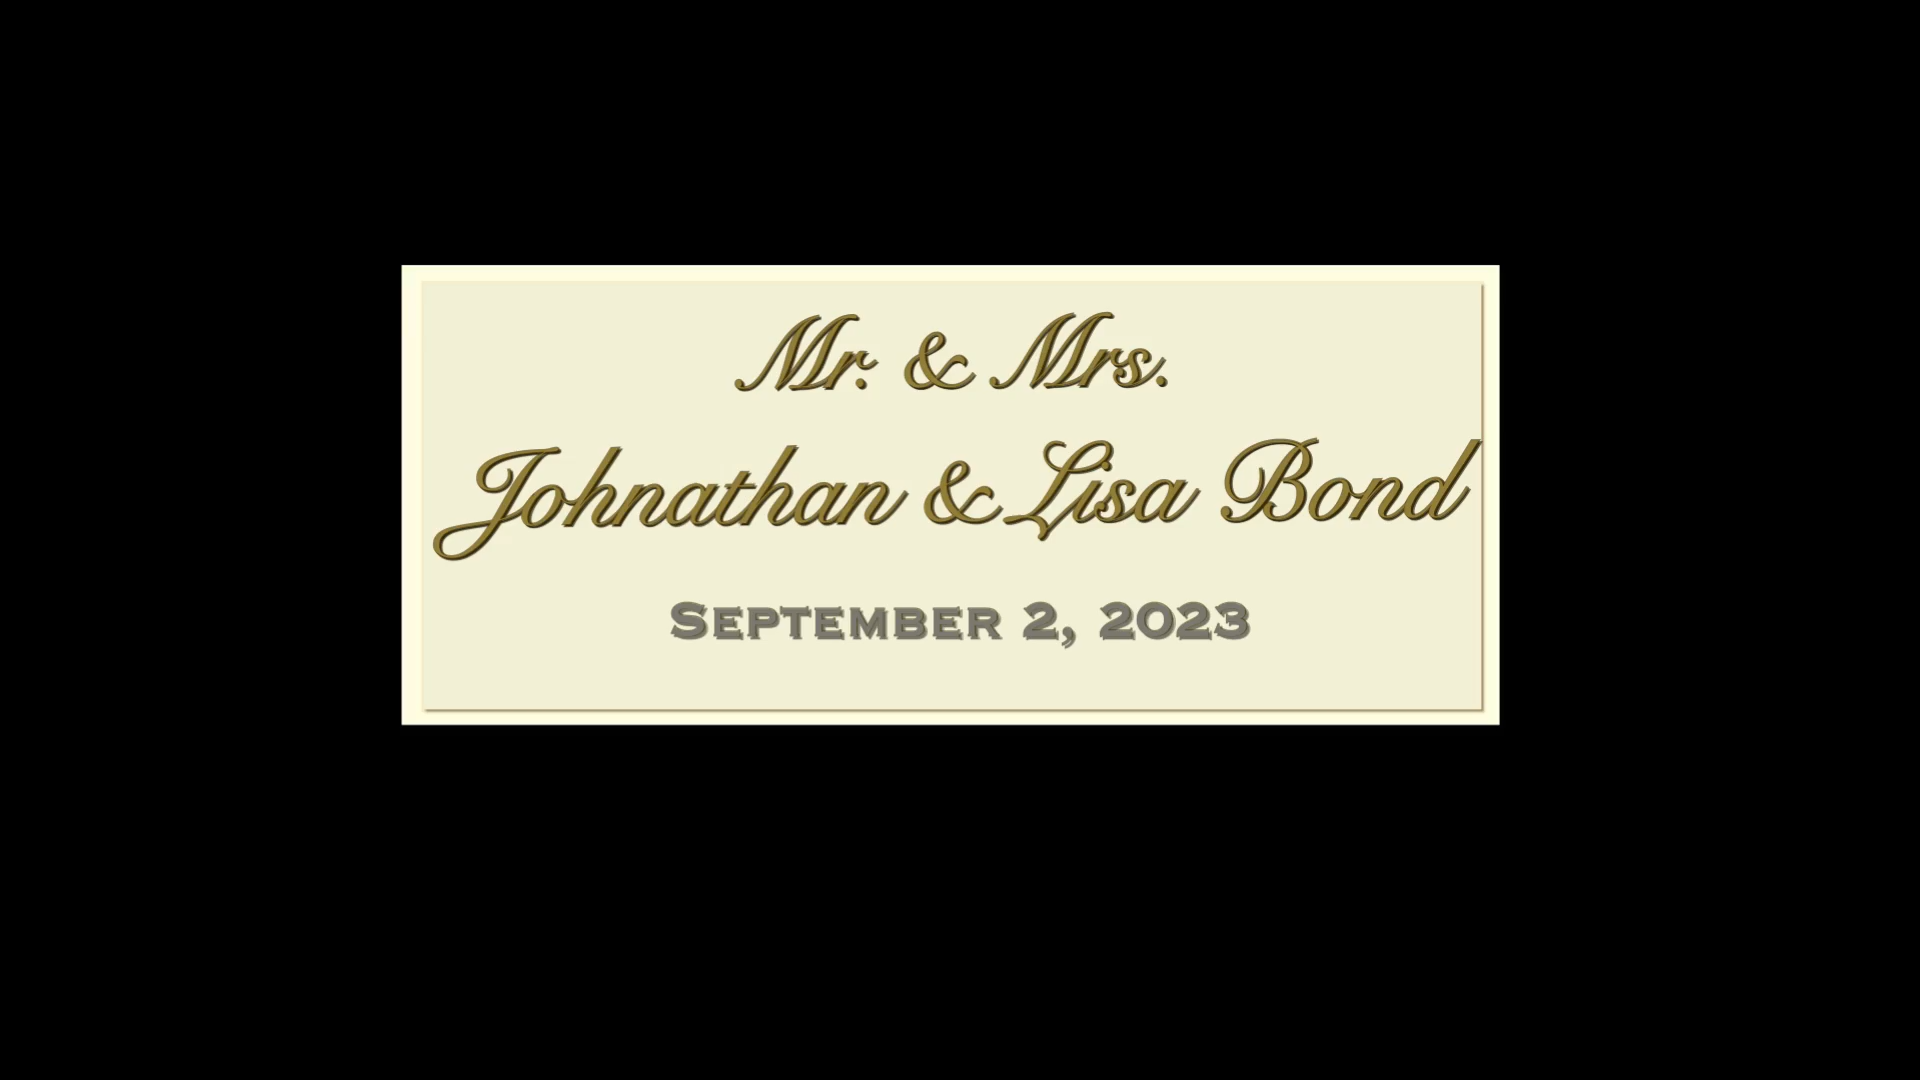 Mr. & Mrs.
Johnathan & Lisa Bond
September 2, 2023